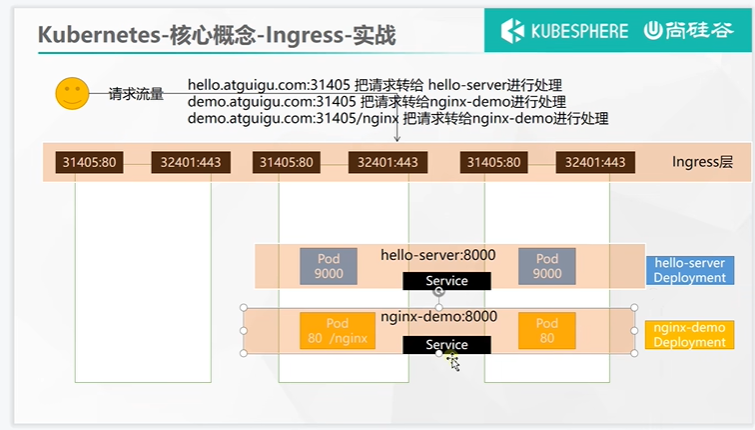 Kubernetes-核心概念-Ingress-实战
KUBESPHERE 尚硅谷
请求流量
hello.atguigu.com:31405 把请求转给 hello-server进行处理
demo.atguigu.com:31405 把请求转给nginx-demo进行处理
demo.atguigu.com:31405/nginx 把请求转给nginx-demo进行处理
31405:80 32401:443 31405:80 32401:443 31405:80 32401:443 Ingress层
Pod
9000
hello-server:8000
Service
Pod
9000
hello-server
Deployment
Pod
80 /nginx
nginx-demo:8000
Service
Pod
80
nginx-demo
Deployment